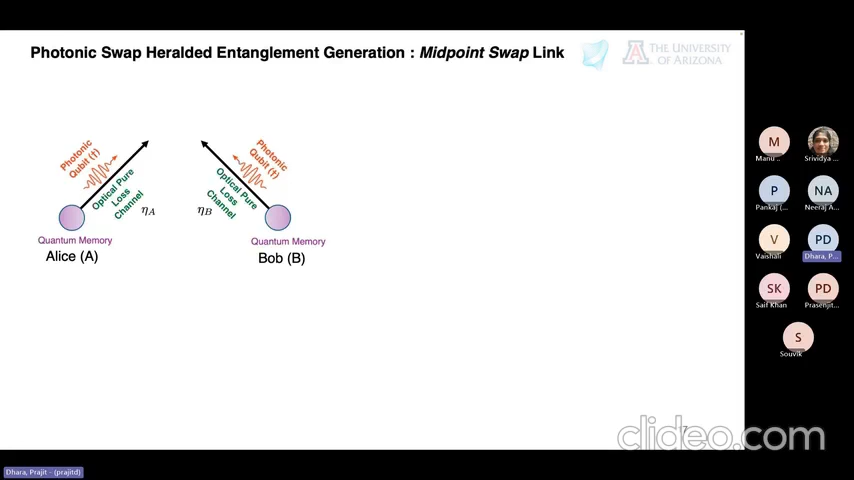 Photonic Swap Heralded Entanglement Generation : Midpoint Swap Link
THE UNIVERSITY
OF ARIZONA
A
Photonic
Qubit (†)
Optical Pure
Loss
Channel
ηA
Quantum Memory
Alice (A)
Photonic
Qubit (†)
Optical Pure
Loss
Channel
ηB
Quantum Memory
Bob (B)
M
Manu ..
Srividya ...
P
Pankaj (...
NA
Neeraj A...
V
Vaishali
PD
Dhara, P...
SK
Saif Khan
PD
Prasenjit...
S
Souvik
17
clideo.com
Dhara, Prajit - (prajitd)